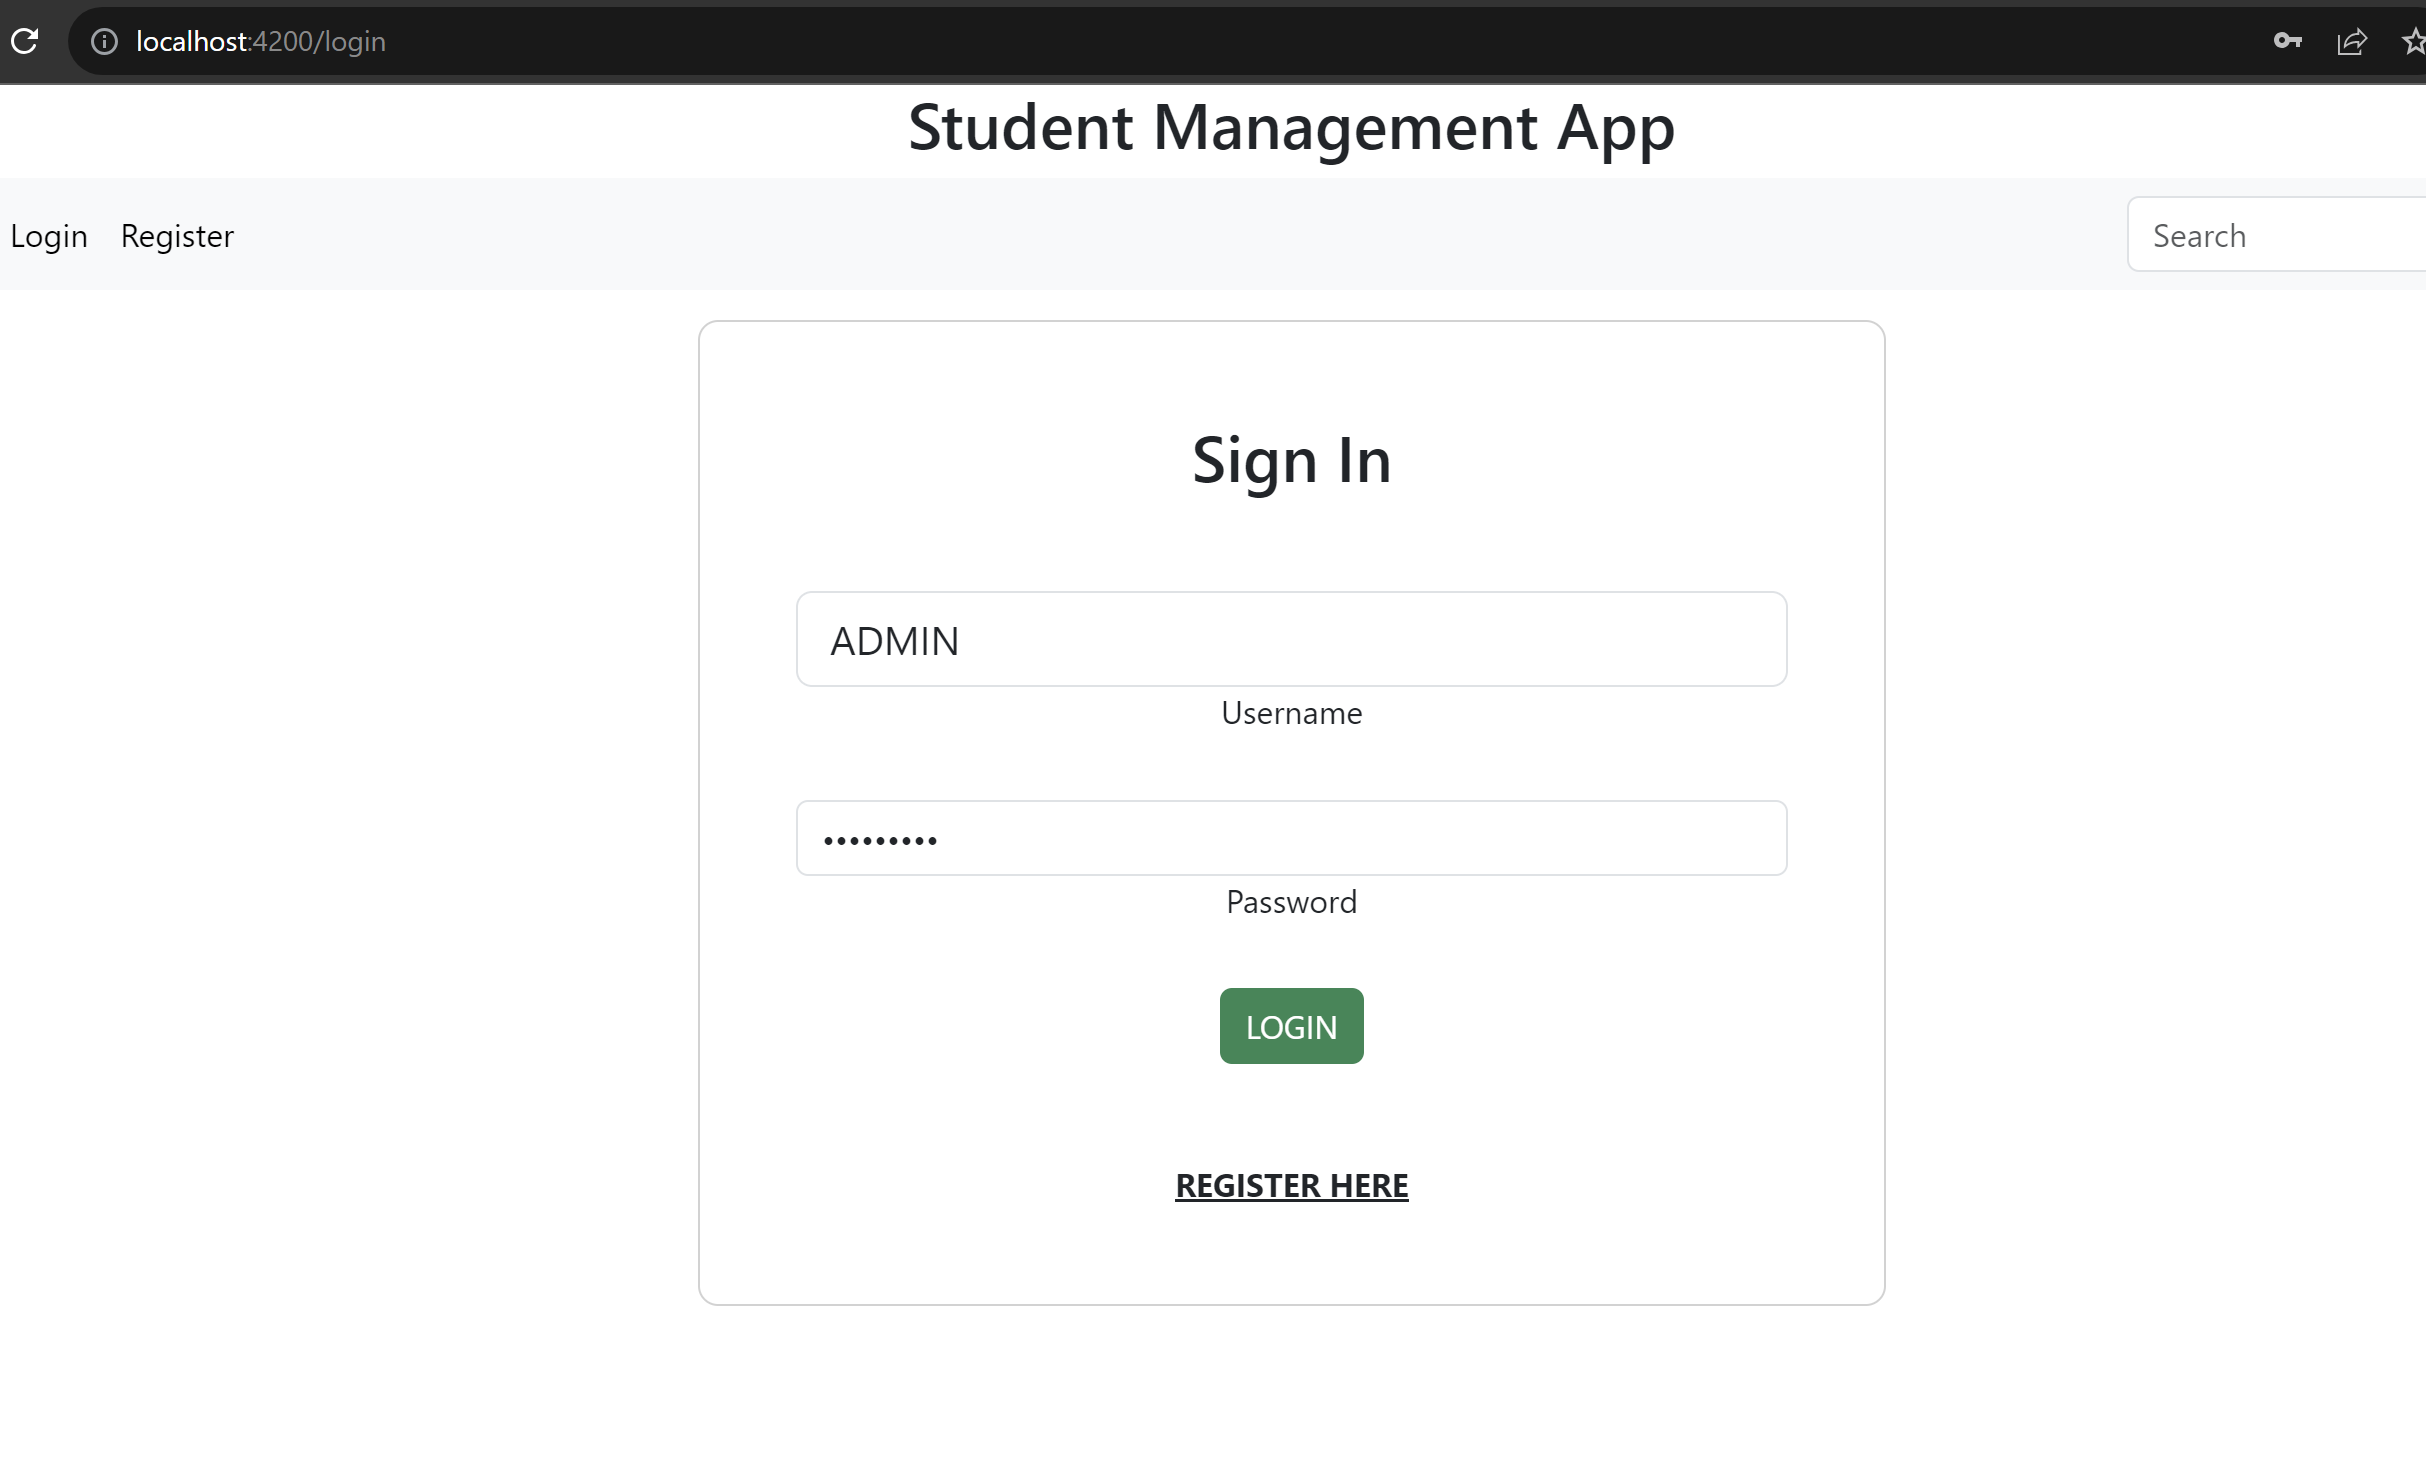 localhost:4200/login
Student Management App
Login Register Search
Sign In
ADMIN
Username
•••••••••
Password
LOGIN
REGISTER HERE